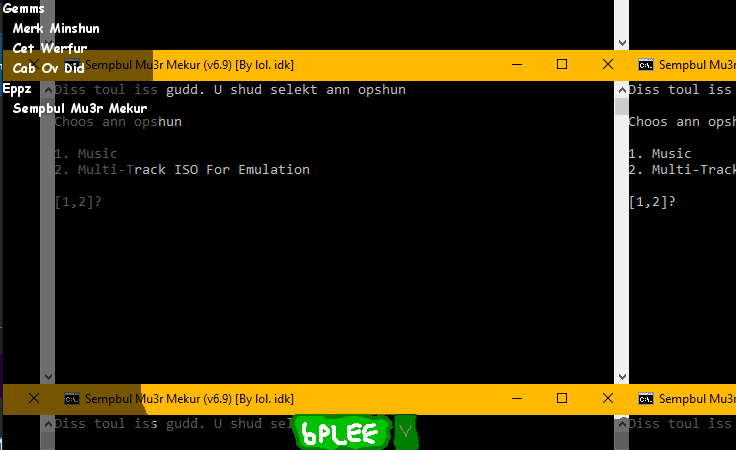 Gemms
Merk Minshun
Cet Werfur
Cab Ov Did
Eppz
Sempbul Mu3r Mekur
Sempbul Mu3r Mekur (v6.9) [By lol. idk]
Diss toul iss gudd. U shud selekt ann opshun
Choos ann opshun
1. Music
2. Multi-Track ISO For Emulation
[1,2]?
Sempbul Mu3r
Diss toul iss
Choos ann opsh
1. Music
2. Multi-Track
[1,2]?
Sempbul Mu3r Mekur (v6.9) [By lol. idk]
Diss toul iss gudd. U shud sel
Sempbul Mu3r
Diss toul iss
bPLEE Y